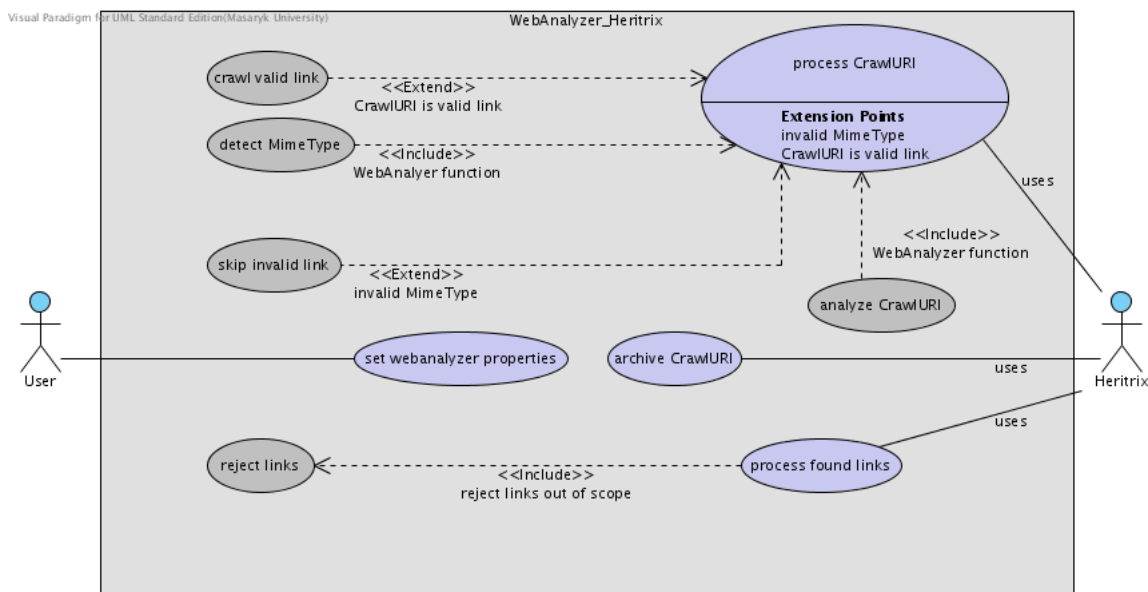 Visual Paradigm for UML Standard Edition(Masaryk University)
WebAnalyzer_Heritrix
crawl valid link
<<Extend>>
CrawlURI is valid link
process CrawlURI
Extension Points
invalid MimeType
CrawlURI is valid link
detect MimeType
<<Include>>
WebAnalyer function
uses
<<Include>>
WebAnalyzer function
skip invalid link
<<Extend>>
invalid MimeType
analyze CrawlURI
User
set webanalyzer properties
archive CrawlURI
uses
Heritrix
uses
reject links
<<Include>>
reject links out of scope
process found links